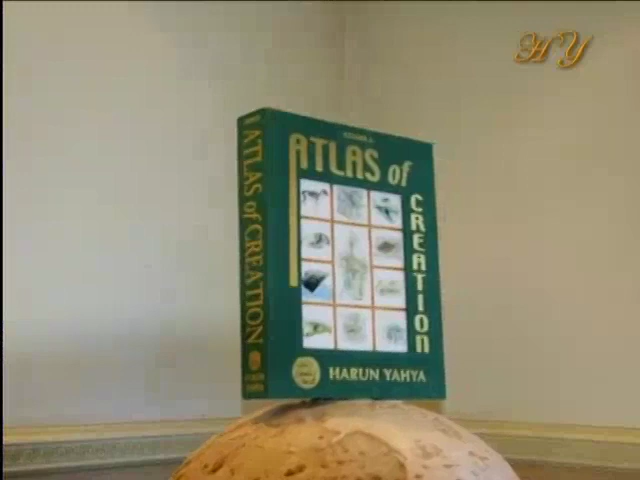 HY
ATLAS of
CREATION
HARUN YAHYA
ATLAS of CREATION